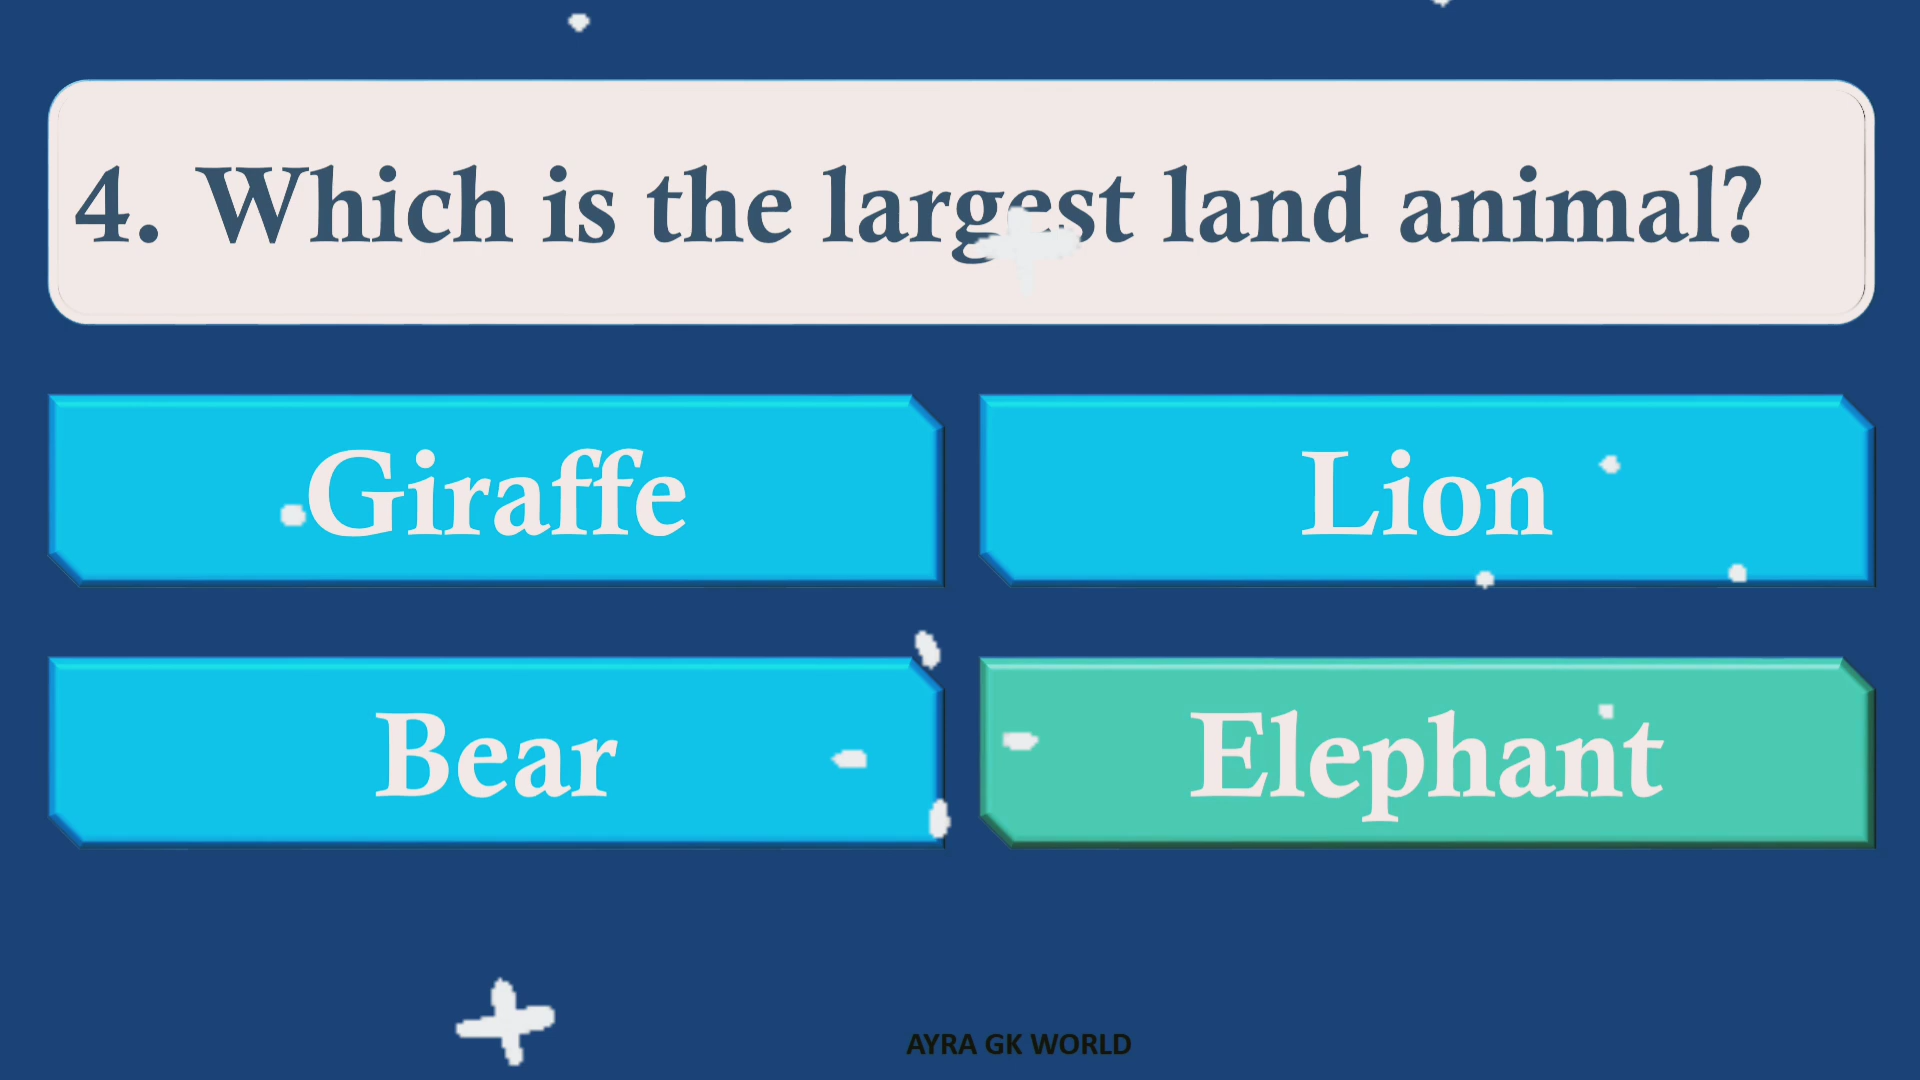 4. Which is the largest land animal?
Giraffe
Lion
Bear
Elephant
AYRA GK WORLD